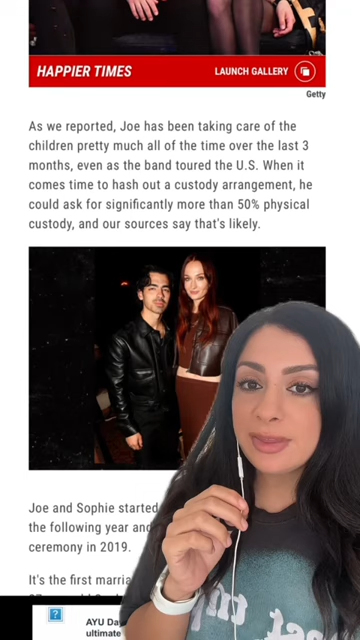 HAPPIER TIMES
LAUNCH GALLERY
Getty
As we reported, Joe has been taking care of the
children pretty much all of the time over the last 3
months, even as the band toured the U.S. When it
comes time to hash out a custody arrangement, he
could ask for significantly more than 50% physical
custody, and our sources say that's likely.
Joe and Sophie started
the following year and
ceremony in 2019.
It's the first
?
AYU
ultimate